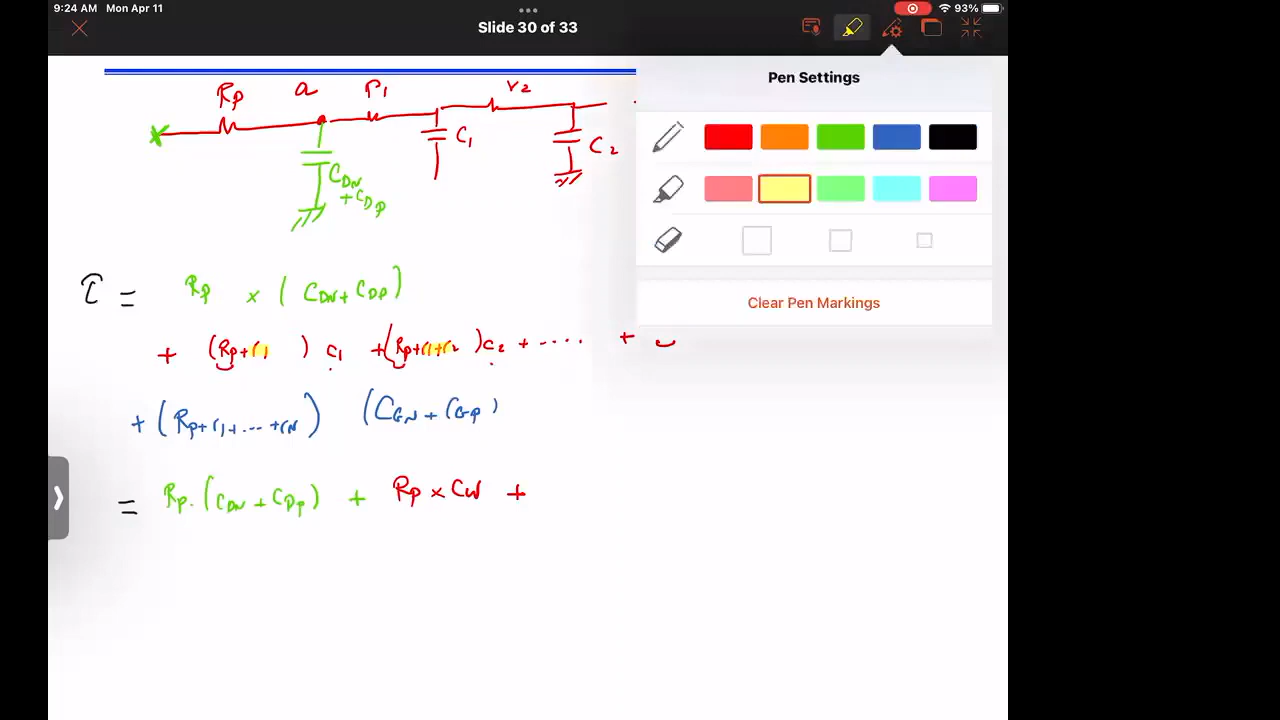 9:24 AM Mon Apr 11
93%
Slide 30 of 33
Pen Settings
Rp a r1 r2
C1 C2
CDN
+ CDp
Clear Pen Markings
τ = Rp × ( CDN + CDp )
+ (Rp+r1 ) C1 + (Rp+r1+r2 ) C2 + .... +
+ ( Rp+r1+...+rN ) ( CGN + CGp )
= Rp. ( CDN + CDp ) + Rp × CW +